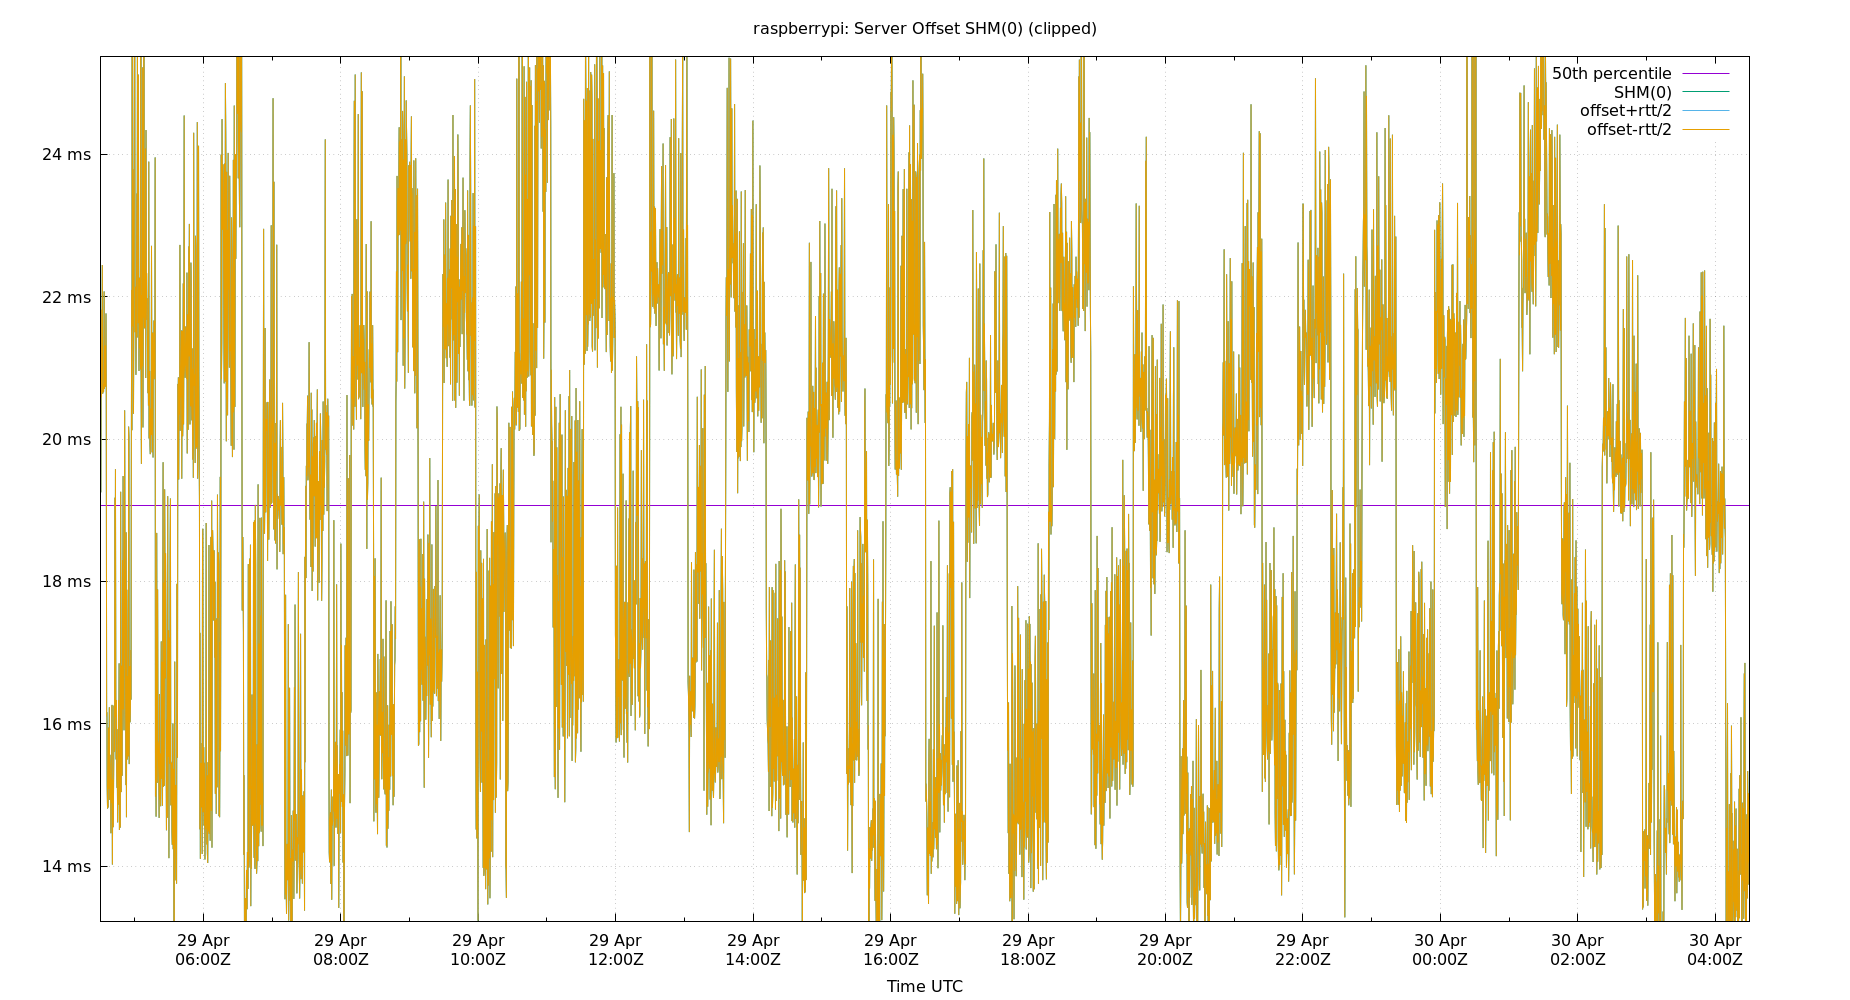 raspberrypi: Server Offset SHM(0) (clipped)
50th percentile
SHM(0)
offset+rtt/2
offset-rtt/2
24 ms
22 ms
20 ms
18 ms
16 ms
14 ms
29 Apr 29 Apr 29 Apr 29 Apr 29 Apr 29 Apr 29 Apr 29 Apr 29 Apr 30 Apr 30 Apr 30 Apr
06:00Z 08:00Z 10:00Z 12:00Z 14:00Z 16:00Z 18:00Z 20:00Z 22:00Z 00:00Z 02:00Z 04:00Z
Time UTC